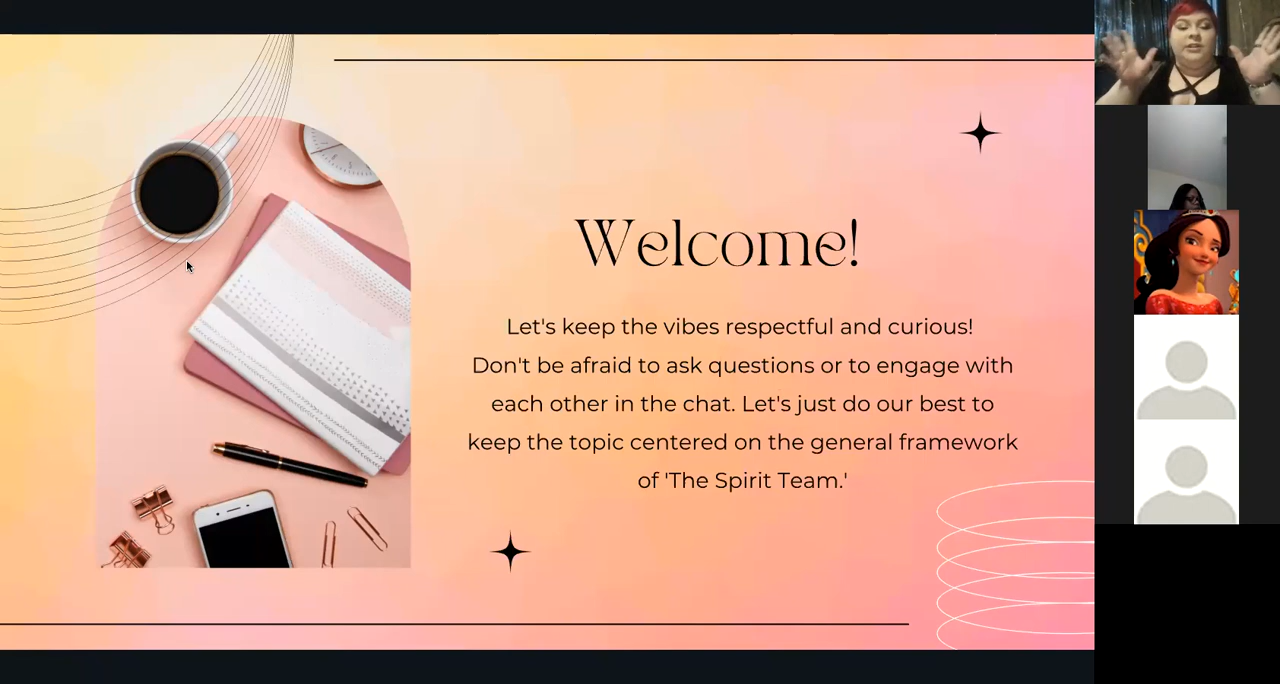 Welcome!
Let's keep the vibes respectful and curious!
Don't be afraid to ask questions or to engage with
each other in the chat. Let's just do our best to
keep the topic centered on the general framework
of 'The Spirit Team.'